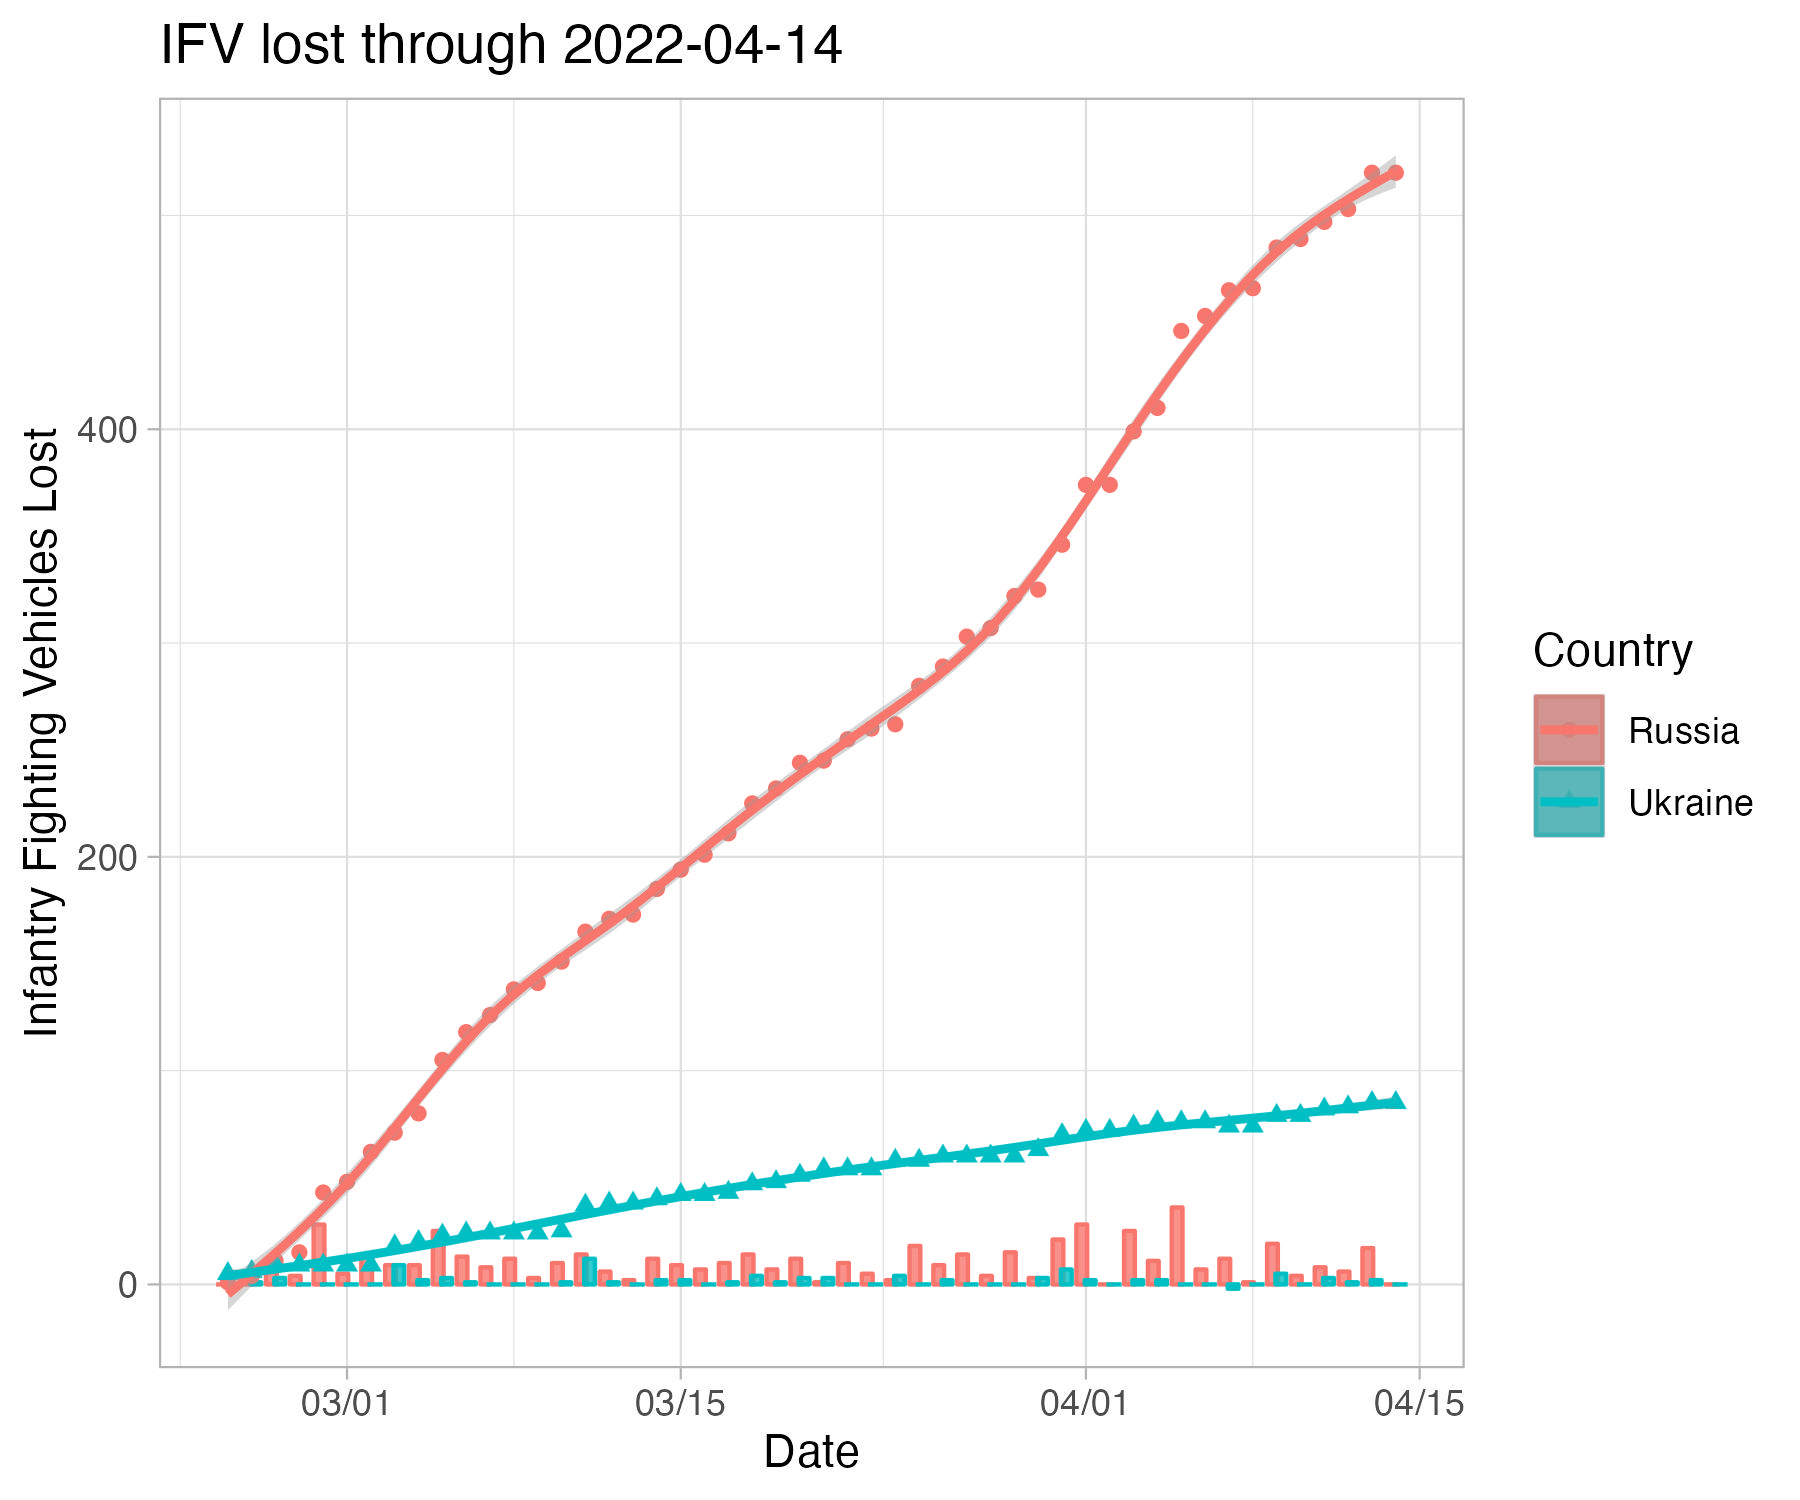 IFV lost through 2022-04-14
Infantry Fighting Vehicles Lost
400
200
0
03/01
03/15
04/01
04/15
Date
Country
Russia
Ukraine